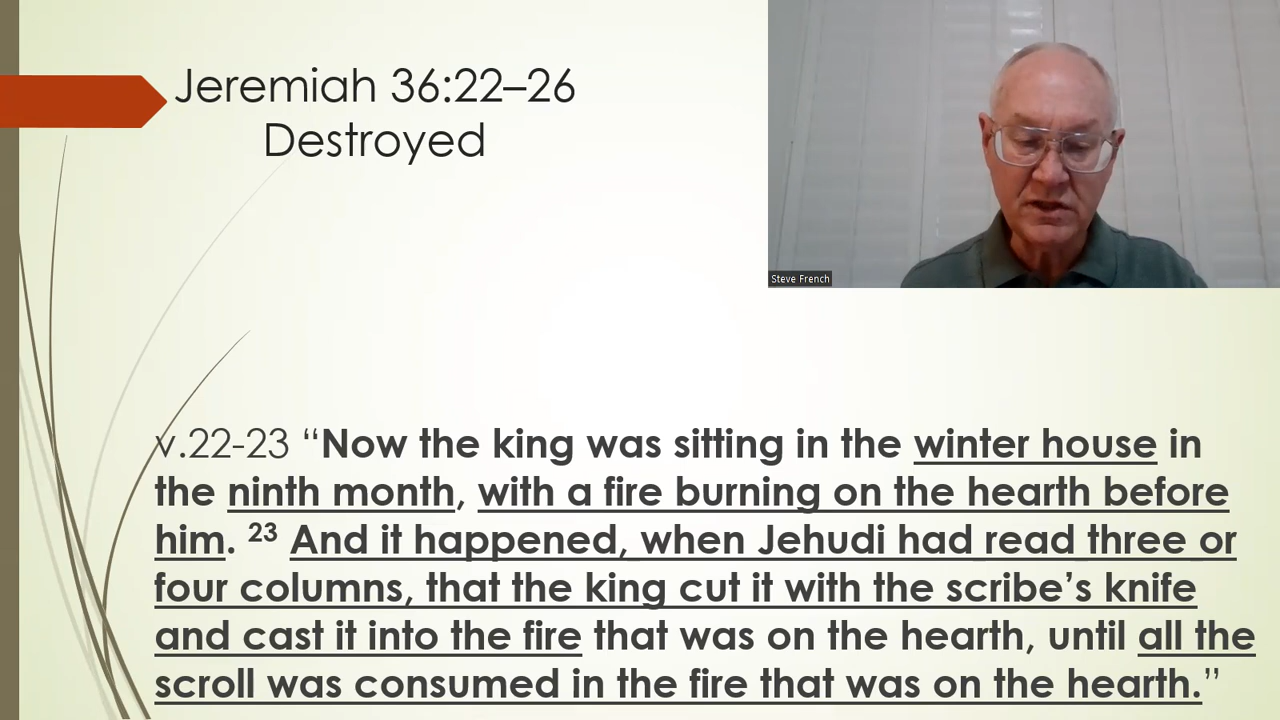 Jeremiah 36:22–26
Destroyed
Steve French
v.22-23 “Now the king was sitting in the winter house in
the ninth month, with a fire burning on the hearth before
him. 23 And it happened, when Jehudi had read three or
four columns, that the king cut it with the scribe’s knife
and cast it into the fire that was on the hearth, until all the
scroll was consumed in the fire that was on the hearth.”